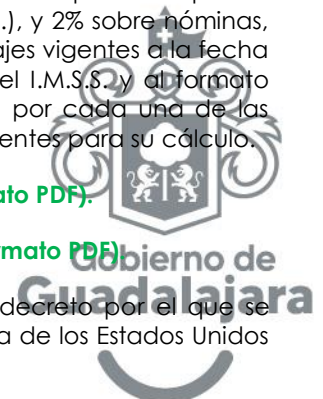 .), y 2% sobre nóminas,
ajes vigentes a la fecha
el I.M.S.S. y al formato
por cada una de las
entes para su cálculo.
ato PDF).
rmato PDF).
Gobierno de
Guadalajara
decreto por el que se
a de los Estados Unidos